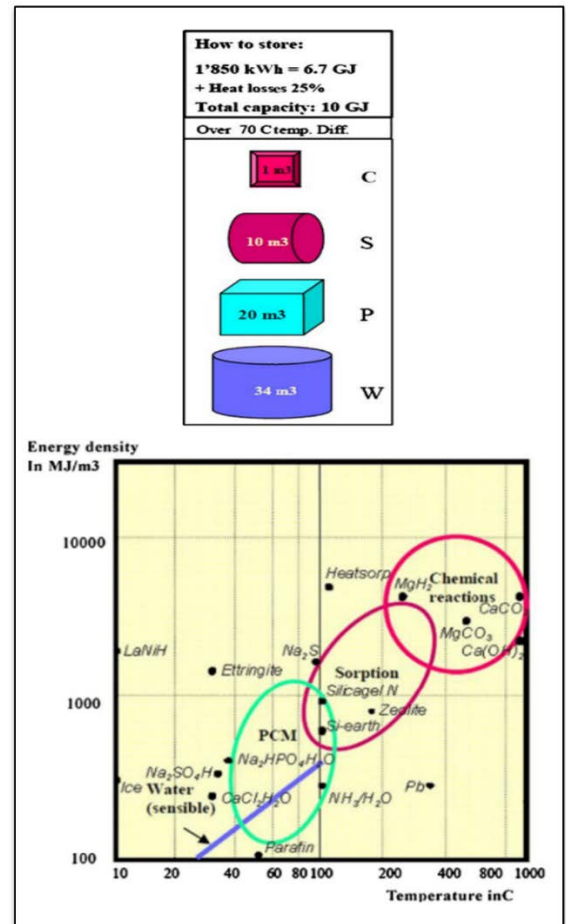 How to store:
1'850 kWh = 6.7 GJ
+ Heat losses 25%
Total capacity: 10 GJ
Over 70 C temp. Diff.
1 m3
C
10 m3
S
20 m3
P
34 m3
W
Energy density
In MJ/m3
10000
1000
100
Heatsorp
MgH2
Chemical
reactions
CaCO
MgCO3
Ca(OH)2
LaNiH
Na2S
Ettringite
Sorption
Silicagel N
Zeolite
Si-earth
PCM
Na2HPO4H2O
Na2SO4H
Ice
Water
(sensible)
CaCl2H2O
NH3/H2O
Pb
Parafin
10 20 40 60 80 100 200 400 800 1000
Temperature inC